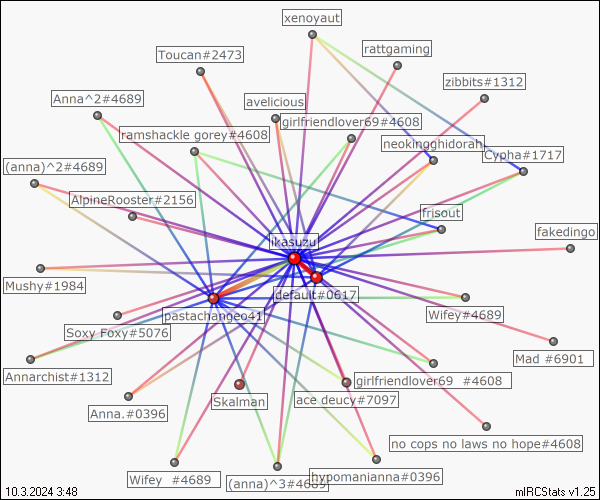 xenoyaut
rattgaming
Toucan#2473
zibbits#1312
Anna^2#4689
avelicious
girlfriendlover69#4608
ramshackle gorey#4608
neokingghidorah
Cypha#1717
(anna)^2#4689
AlpineRooster#2156
frisout
ikasuzu
fakedingo
Mushy#1984
default#0617
pastachangeo41
Wifey#4689
Soxy Foxy#5076
Mad #6901
Annarchist#1312
girlfriendlover69 #4608
Skalman
ace deucy#7097
Anna.#0396
no cops no laws no hope#4608
Wifey #4689
(anna)^3#4689
hypomanianna#0396
10.3.2024 3:48
mIRCStats v1.25